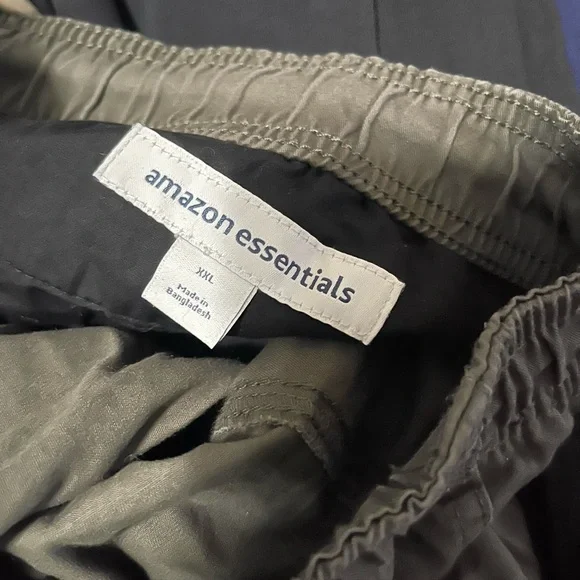 amazon essentials
XXL
Made in
Bangladesh